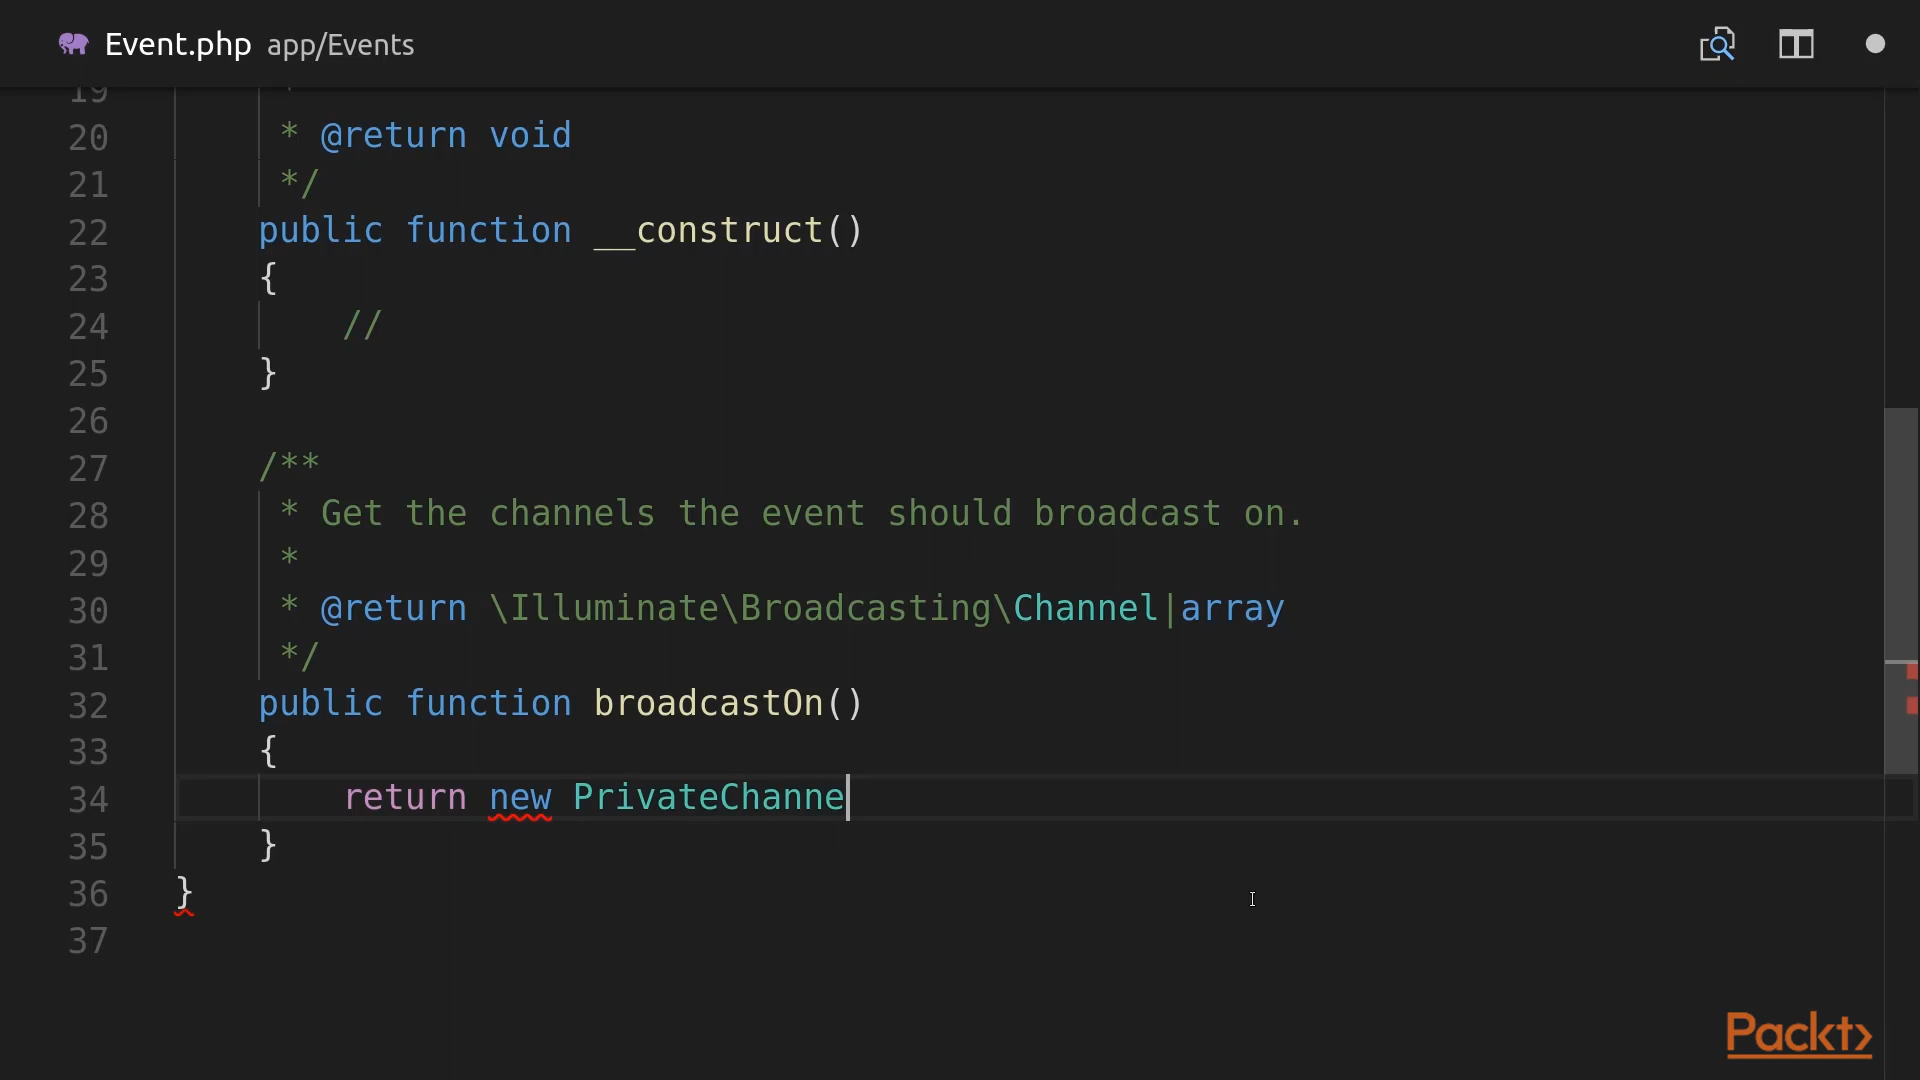 Event.php app/Events
19 *
20 * @return void
21 */
22 public function __construct()
23 {
24 //
25 }
26
27 /**
28 * Get the channels the event should broadcast on.
29 *
30 * @return \Illuminate\Broadcasting\Channel|array
31 */
32 public function broadcastOn()
33 {
34 return new PrivateChanne
35 }
36 }
37
Packt>